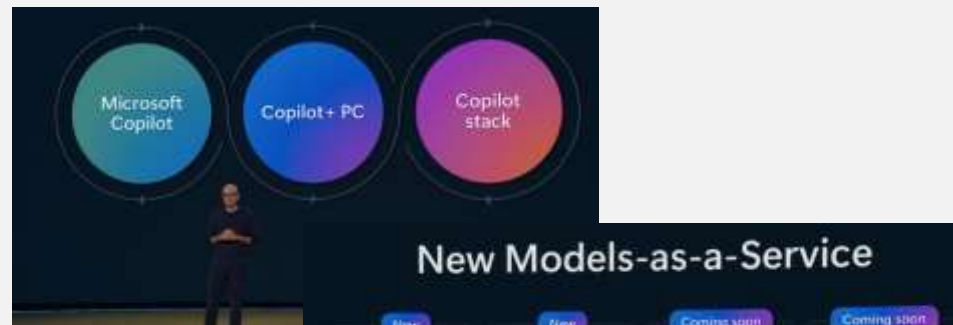 Microsoft
Copilot
Copilot+ PC
Copilot
stack
New Models-as-a-Service
New
New
Coming soon
Coming soon